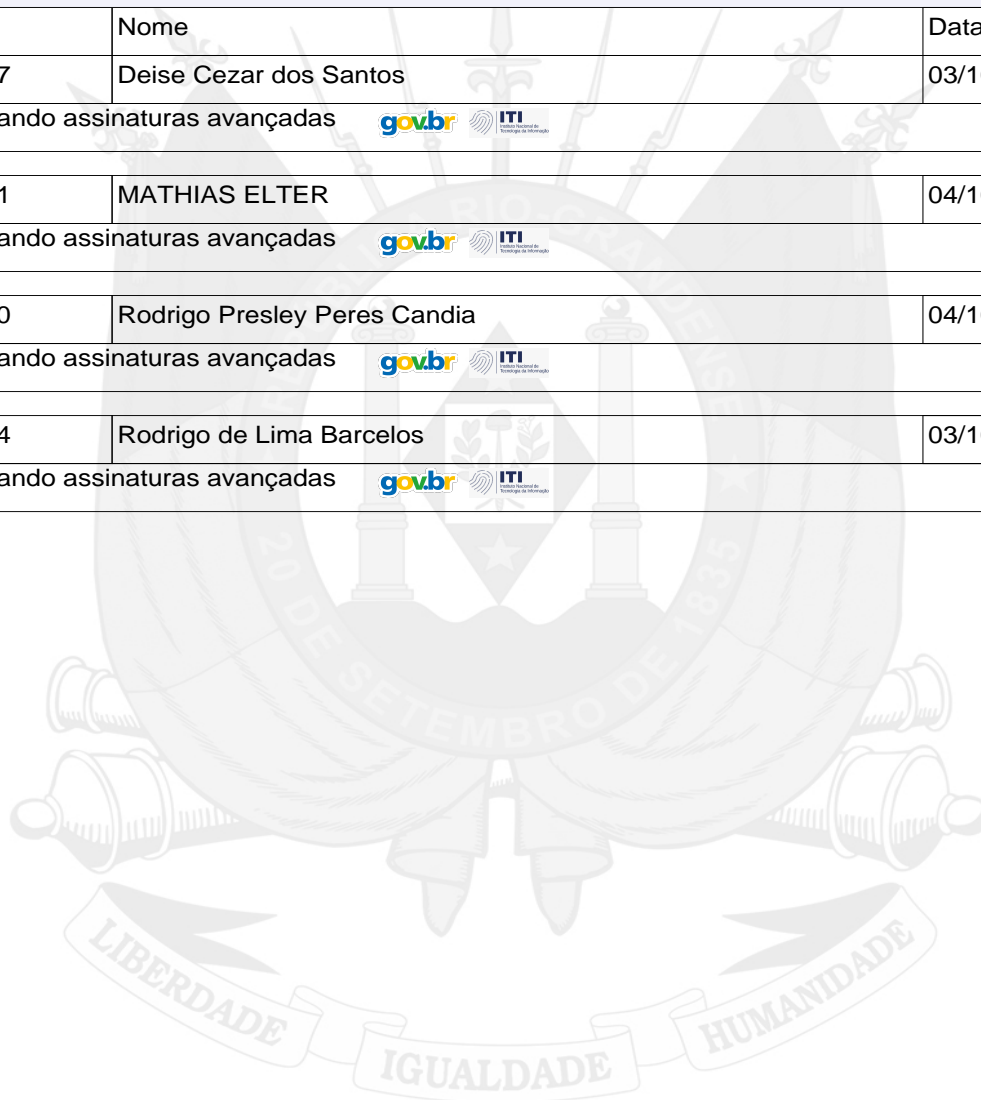 Nome Data
7 Deise Cezar dos Santos 03/1
ando assinaturas avançadas gov.br ITI
1 MATHIAS ELTER 04/1
ando assinaturas avançadas gov.br ITI
0 Rodrigo Presley Peres Candia 04/1
ando assinaturas avançadas gov.br ITI
4 Rodrigo de Lima Barcelos 03/1
ando assinaturas avançadas gov.br ITI
REPÚBLICA RIO-GRANDENSE
20 DE SETEMBRO DE 1835
LIBERDADE IGUALDADE HUMANIDADE